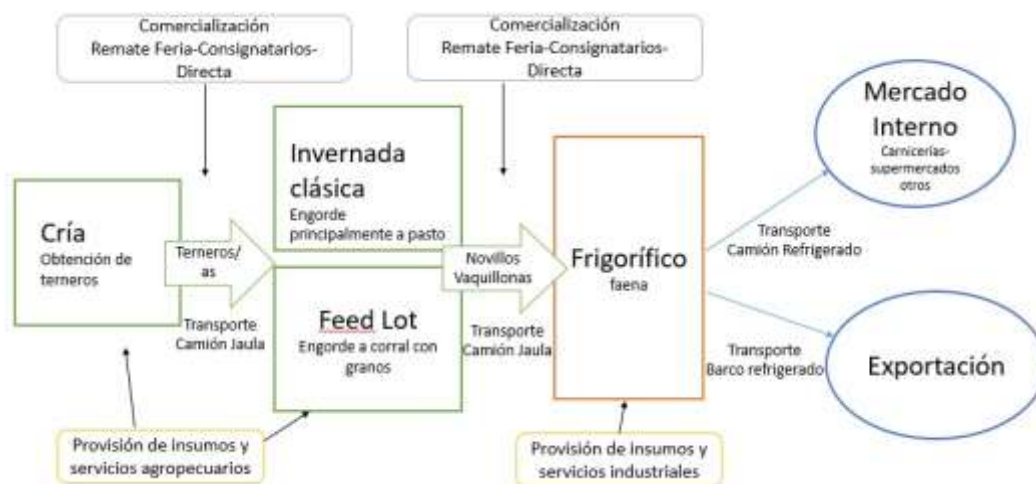 Comercialización
Remate Feria-Consignatarios-
Directa
Comercialización
Remate Feria-Consignatarios-
Directa
Cría
Obtención de
terneros
Terneros/
as
Transporte
Camión Jaula
Invernada
clásica
Engorde
principalmente a pasto
Feed Lot
Engorde a corral con
granos
Novillos
Vaquillonas
Transporte
Camión Jaula
Frigorífico
faena
Transporte
Camión Refrigerado
Transporte
Barco refrigerado
Mercado
Interno
Carnicerías-
supermercados
otros
Exportación
Provisión de insumos y
servicios agropecuarios
Provisión de insumos y
servicios industriales